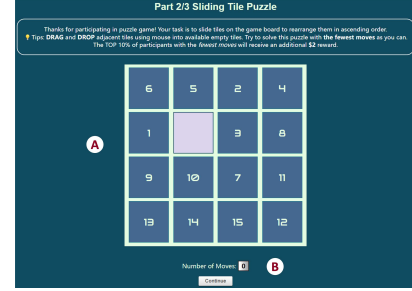 Part 2/3 Sliding Tile Puzzle
Thanks for participating in puzzle game! Your task is to slide tiles on the game board to rearrange them in ascending order.
💡 Tips: DRAG and DROP adjacent tiles using mouse into available empty tiles. Try to solve this puzzle with the fewest moves as you can.
The TOP 10% of participants with the fewest moves will receive an additional $2 reward.
6 5 2 4
A
1 3 8
9 10 7 11
13 14 15 12
Number of Moves: 0
B
Continue